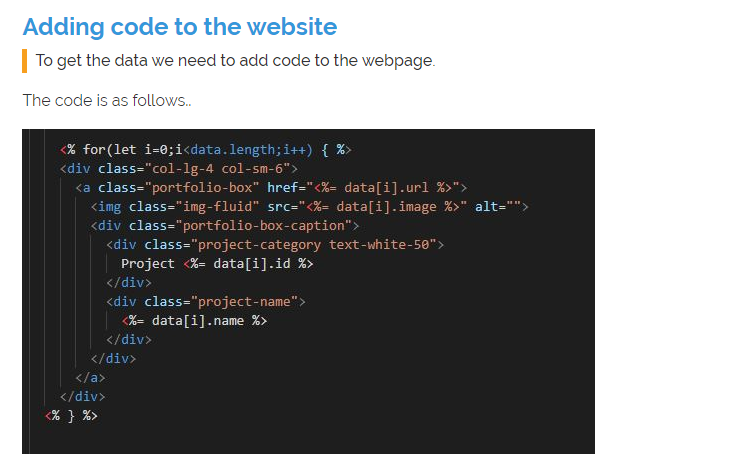 Adding code to the website
To get the data we need to add code to the webpage.
The code is as follows..
<% for(let i=0;i<data.length;i++) { %>
<div class="col-lg-4 col-sm-6">
<a class="portfolio-box" href="<%= data[i].url %>">
<img class="img-fluid" src="<%= data[i].image %>" alt="">
<div class="portfolio-box-caption">
<div class="project-category text-white-50">
Project <%= data[i].id %>
</div>
<div class="project-name">
<%= data[i].name %>
</div>
</div>
</a>
</div>
<% } %>